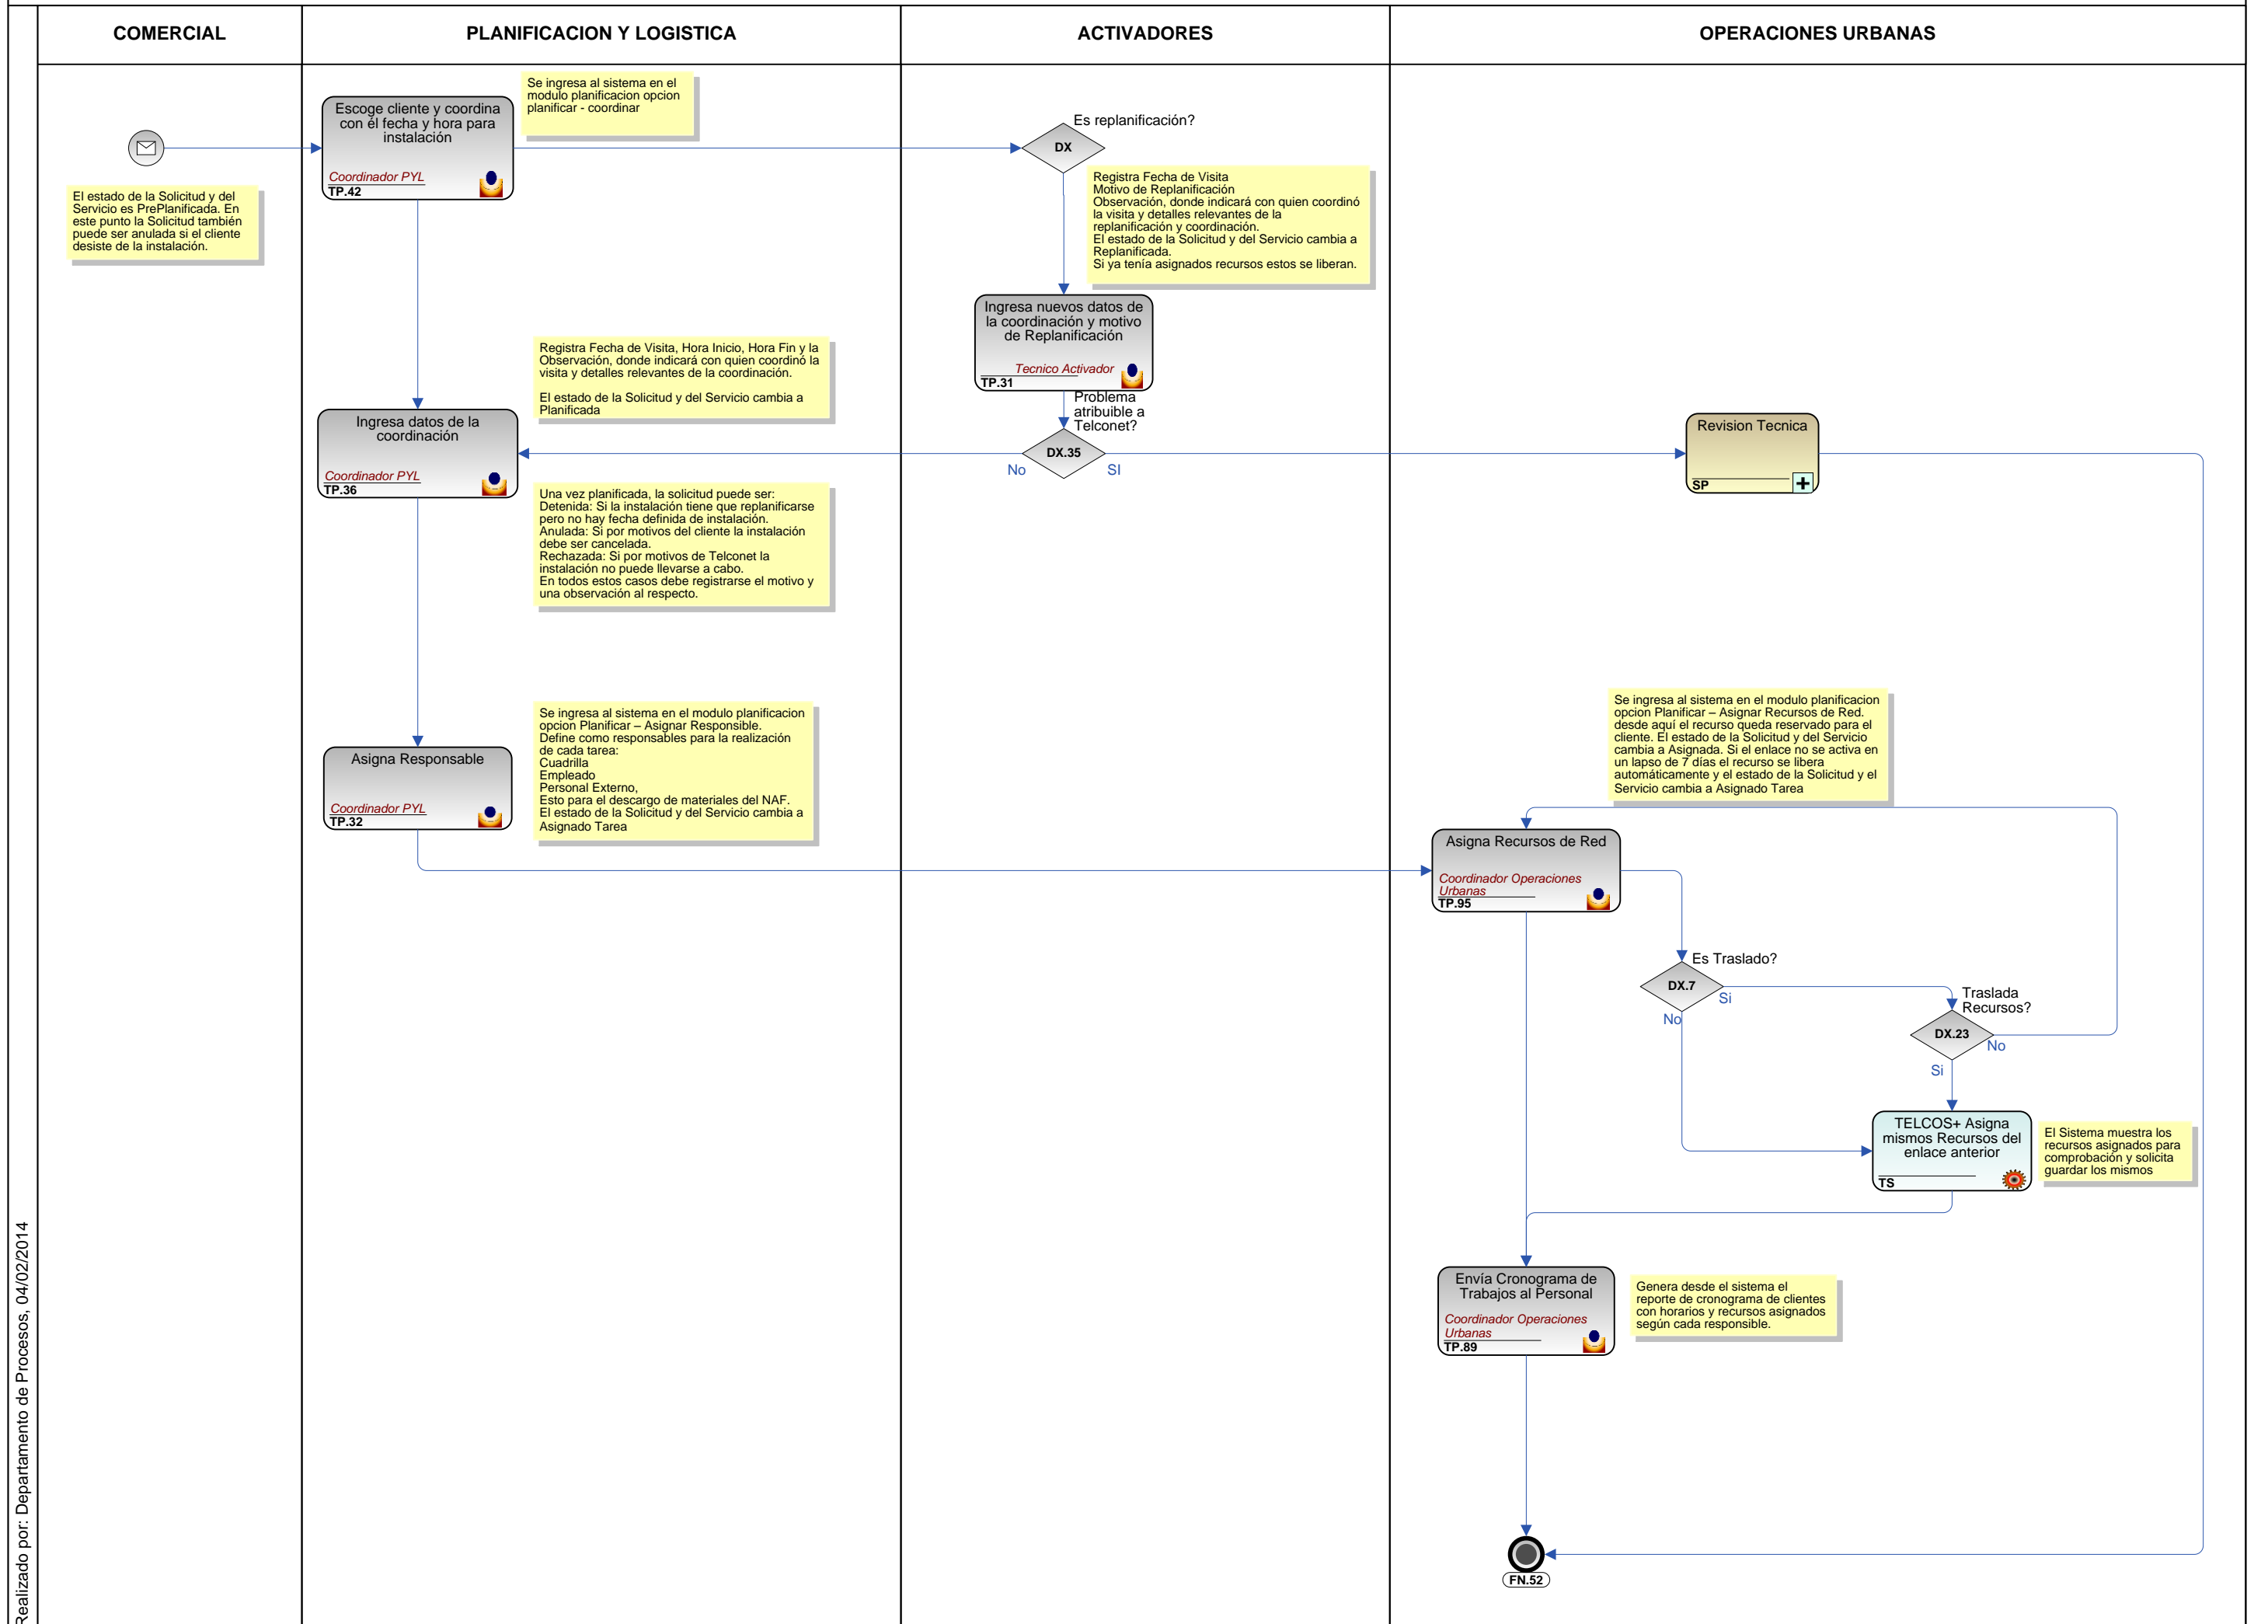 COMERCIAL
PLANIFICACION Y LOGISTICA
ACTIVADORES
OPERACIONES URBANAS
El estado de la Solicitud y del
Servicio es PrePlanificada. En
este punto la Solicitud también
puede ser anulada si el cliente
desiste de la instalación.
Escoge cliente y coordina
con él fecha y hora para
instalación
Coordinador PYL
TP.42
Se ingresa al sistema en el
modulo planificacion opcion
planificar - coordinar
Es replanificación?
DX
Registra Fecha de Visita
Motivo de Replanificación
Observación, donde indicará con quien coordinó
la visita y detalles relevantes de la
replanificación y coordinación.
El estado de la Solicitud y del Servicio cambia a
Replanificada.
Si ya tenía asignados recursos estos se liberan.
Ingresa nuevos datos de
la coordinación y motivo
de Replanificación
Tecnico Activador
TP.31
Problema
atribuible a
Telconet?
DX.35
No
SI
Registra Fecha de Visita, Hora Inicio, Hora Fin y la
Observación, donde indicará con quien coordinó la
visita y detalles relevantes de la coordinación.
El estado de la Solicitud y del Servicio cambia a
Planificada
Ingresa datos de la
coordinación
Coordinador PYL
TP.36
Una vez planificada, la solicitud puede ser:
Detenida: Si la instalación tiene que replanificarse
pero no hay fecha definida de instalación.
Anulada: Si por motivos del cliente la instalación
debe ser cancelada.
Rechazada: Si por motivos de Telconet la
instalación no puede llevarse a cabo.
En todos estos casos debe registrarse el motivo y
una observación al respecto.
Revision Tecnica
SP
Se ingresa al sistema en el modulo planificacion
opcion Planificar – Asignar Responsible.
Define como responsables para la realización
de cada tarea:
Cuadrilla
Empleado
Personal Externo,
Esto para el descargo de materiales del NAF.
El estado de la Solicitud y del Servicio cambia a
Asignado Tarea
Asigna Responsable
Coordinador PYL
TP.32
Se ingresa al sistema en el modulo planificacion
opcion Planificar – Asignar Recursos de Red.
desde aquí el recurso queda reservado para el
cliente. El estado de la Solicitud y del Servicio
cambia a Asignada. Si el enlace no se activa en
un lapso de 7 días el recurso se libera
automáticamente y el estado de la Solicitud y el
Servicio cambia a Asignado Tarea
Asigna Recursos de Red
Coordinador Operaciones
Urbanas
TP.95
Es Traslado?
DX.7
Si
No
Traslada
Recursos?
DX.23
No
Si
TELCOS+ Asigna
mismos Recursos del
enlace anterior
TS
El Sistema muestra los
recursos asignados para
comprobación y solicita
guardar los mismos
Envía Cronograma de
Trabajos al Personal
Coordinador Operaciones
Urbanas
TP.89
Genera desde el sistema el
reporte de cronograma de clientes
con horarios y recursos asignados
según cada responsible.
FN.52
Realizado por: Departamento de Procesos, 04/02/2014